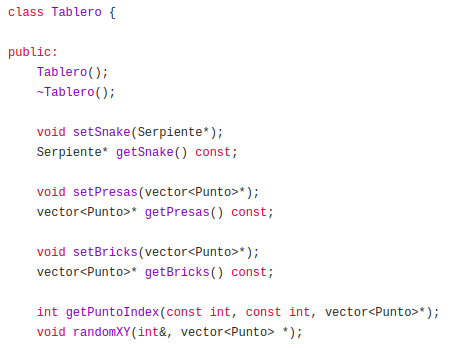 class Tablero {
public:
Tablero();
~Tablero();
void setSnake(Serpiente*);
Serpiente* getSnake() const;
void setPresas(vector<Punto>*);
vector<Punto>* getPresas() const;
void setBricks(vector<Punto>*);
vector<Punto>* getBricks() const;
int getPuntoIndex(const int, const int, vector<Punto>*);
void randomXY(int&, vector<Punto> *);